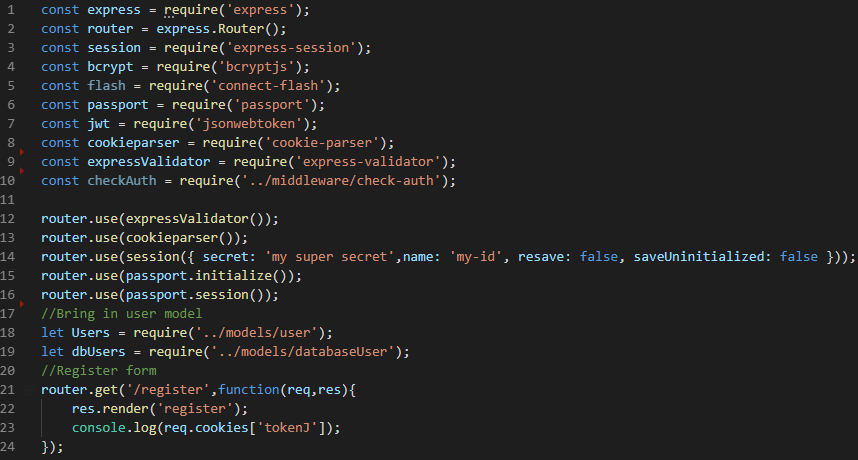 1 const express = require('express');
2 const router = express.Router();
3 const session = require('express-session');
4 const bcrypt = require('bcryptjs');
5 const flash = require('connect-flash');
6 const passport = require('passport');
7 const jwt = require('jsonwebtoken');
8 const cookieparser = require('cookie-parser');
9 const expressValidator = require('express-validator');
10 const checkAuth = require('../middleware/check-auth');
11
12 router.use(expressValidator());
13 router.use(cookieparser());
14 router.use(session({ secret: 'my super secret',name: 'my-id', resave: false, saveUninitialized: false }));
15 router.use(passport.initialize());
16 router.use(passport.session());
17 //Bring in user model
18 let Users = require('../models/user');
19 let dbUsers = require('../models/databaseUser');
20 //Register form
21 router.get('/register',function(req,res){
22     res.render('register');
23     console.log(req.cookies['tokenJ']);
24 });